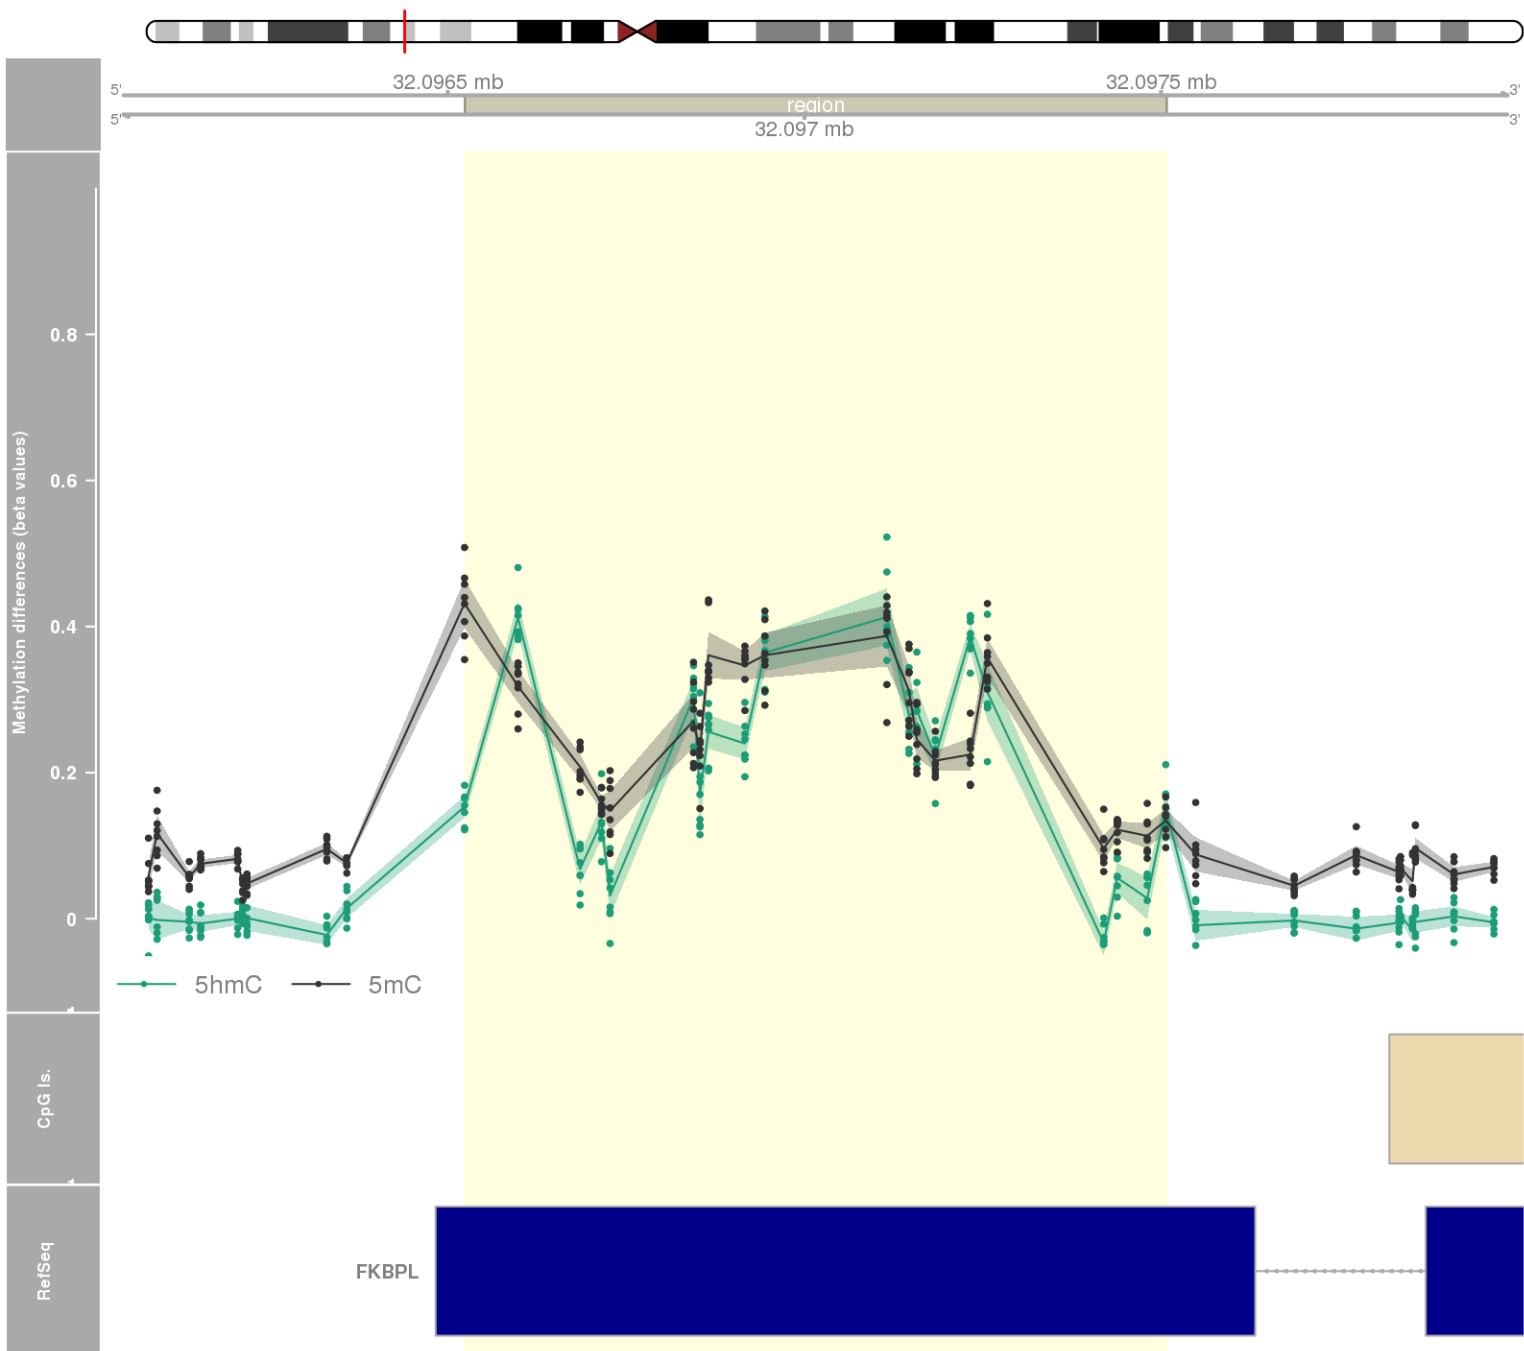 32.0965 mb
32.0975 mb
5'
3'
region
5'
3'
32.097 mb
Methylation differences (beta values)
0.8
0.6
0.4
0.2
0
5hmC
5mC
CpG Is.
RefSeq
FKBPL